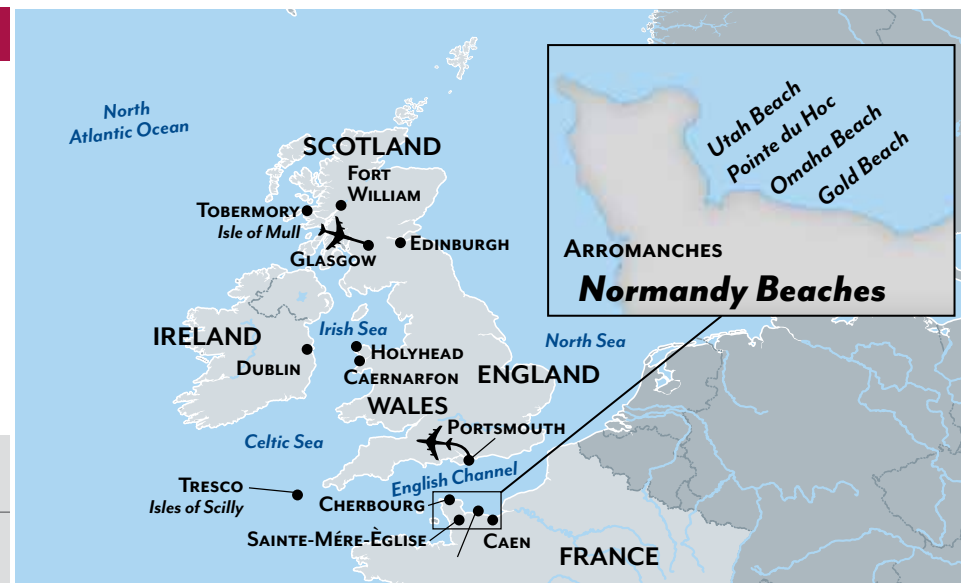 North
Atlantic Ocean
SCOTLAND
FORT
WILLIAM
TOBERMORY
Isle of Mull
GLASGOW
EDINBURGH
IRELAND
Irish Sea
DUBLIN
HOLYHEAD
CAERNARFON
North Sea
ENGLAND
WALES
PORTSMOUTH
Celtic Sea
English Channel
TRESCO
Isles of Scilly
CHERBOURG
SAINTE-MÉRE-ÈGLISE
CAEN
FRANCE
Utah Beach
Pointe du Hoc
Omaha Beach
Gold Beach
ARROMANCHES
Normandy Beaches